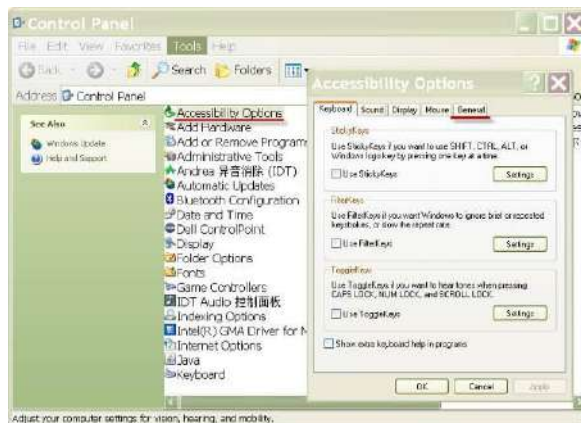 Control Panel
File Edit View Favorites Tools Help
Back Search Folders
Address Control Panel
See Also
Windows Update
Help and Support
Accessibility Options
Add Hardware
Add or Remove Programs
Administrative Tools
Andrea 异音消除 (IDT)
Automatic Updates
Bluetooth Configuration
Date and Time
Dell ControlPoint
Display
Folder Options
Fonts
Game Controllers
IDT Audio 控制面板
Indexing Options
Intel(R) GMA Driver for M
Internet Options
Java
Keyboard
Accessibility Options
Keyboard Sound Display Mouse General
StickyKeys
Use StickyKeys if you want to use SHIFT, CTRL, ALT, or
Windows logo key by pressing one key at a time.
Use StickyKeys Settings
FilterKeys
Use FilterKeys if you want Windows to ignore brief or repeated
keystrokes, or slow the repeat rate.
Use FilterKeys Settings
ToggleKeys
Use ToggleKeys if you want to hear tones when pressing
CAPS LOCK, NUM LOCK, and SCROLL LOCK.
Use ToggleKeys Settings
Show extra keyboard help in programs
OK Cancel Apply
Adjust your computer settings for vision, hearing, and mobility.